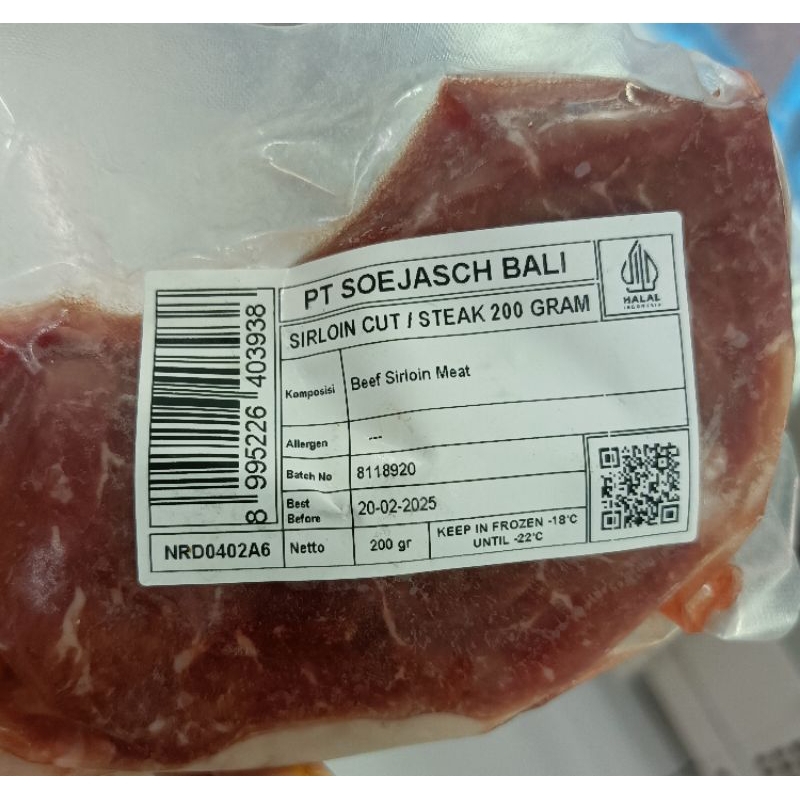 PT SOEJASCH BALI
HALAL
INDONESIA
SIRLOIN CUT / STEAK 200 GRAM
Komposisi Beef Sirloin Meat
Allergen ---
Batch No 8118920
Best Before 20-02-2025
Netto 200 gr
KEEP IN FROZEN -18°C
UNTIL -22°C
8 995226 403938
NRD0402A6